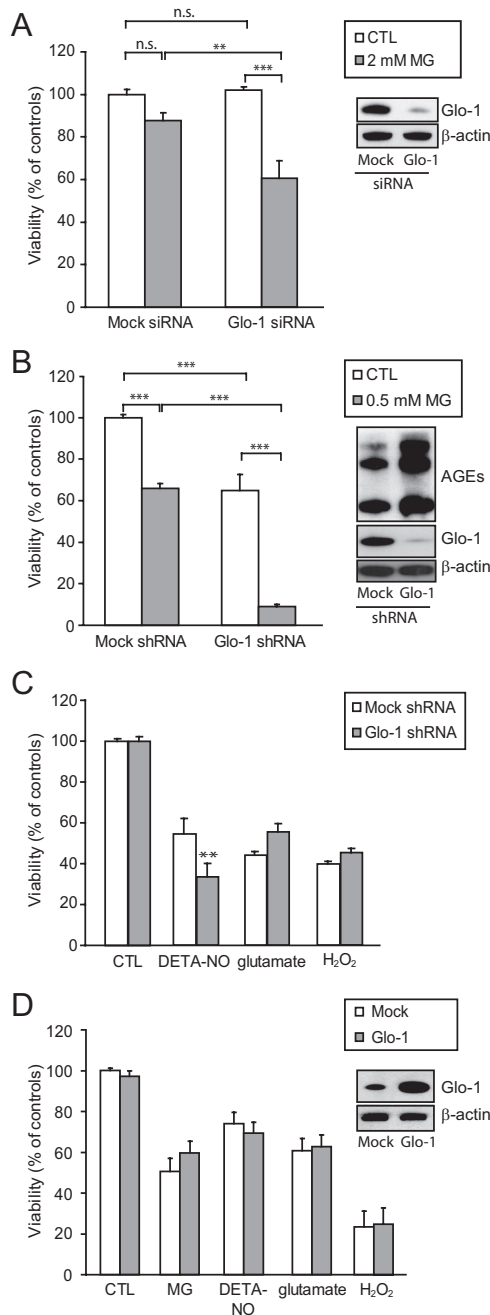 A
n.s.
n.s.
**
***
Viability (% of controls)
120
100
80
60
40
20
0
Mock siRNA
Glo-1 siRNA
CTL
2 mM MG
Glo-1
β-actin
Mock Glo-1
siRNA
B
***
***
***
***
Viability (% of controls)
120
100
80
60
40
20
0
Mock shRNA
Glo-1 shRNA
CTL
0.5 mM MG
AGEs
Glo-1
β-actin
Mock Glo-1
shRNA
C
Viability (% of controls)
120
100
80
60
40
20
0
**
CTL
DETA-NO
glutamate
H₂O₂
Mock shRNA
Glo-1 shRNA
D
Viability (% of controls)
120
100
80
60
40
20
0
CTL
MG
DETA-
NO
glutamate
H₂O₂
Mock
Glo-1
Glo-1
β-actin
Mock Glo-1